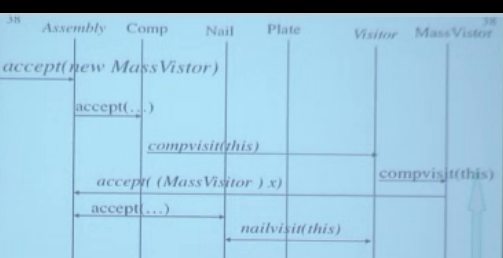 38 38
Assembly Comp Nail Plate Visitor MassVistor
accept(new MassVistor)
accept(...)
compvisit(this)
compvisit(this)
accept( (MassVisitor ) x)
accept(...)
nailvisit(this)